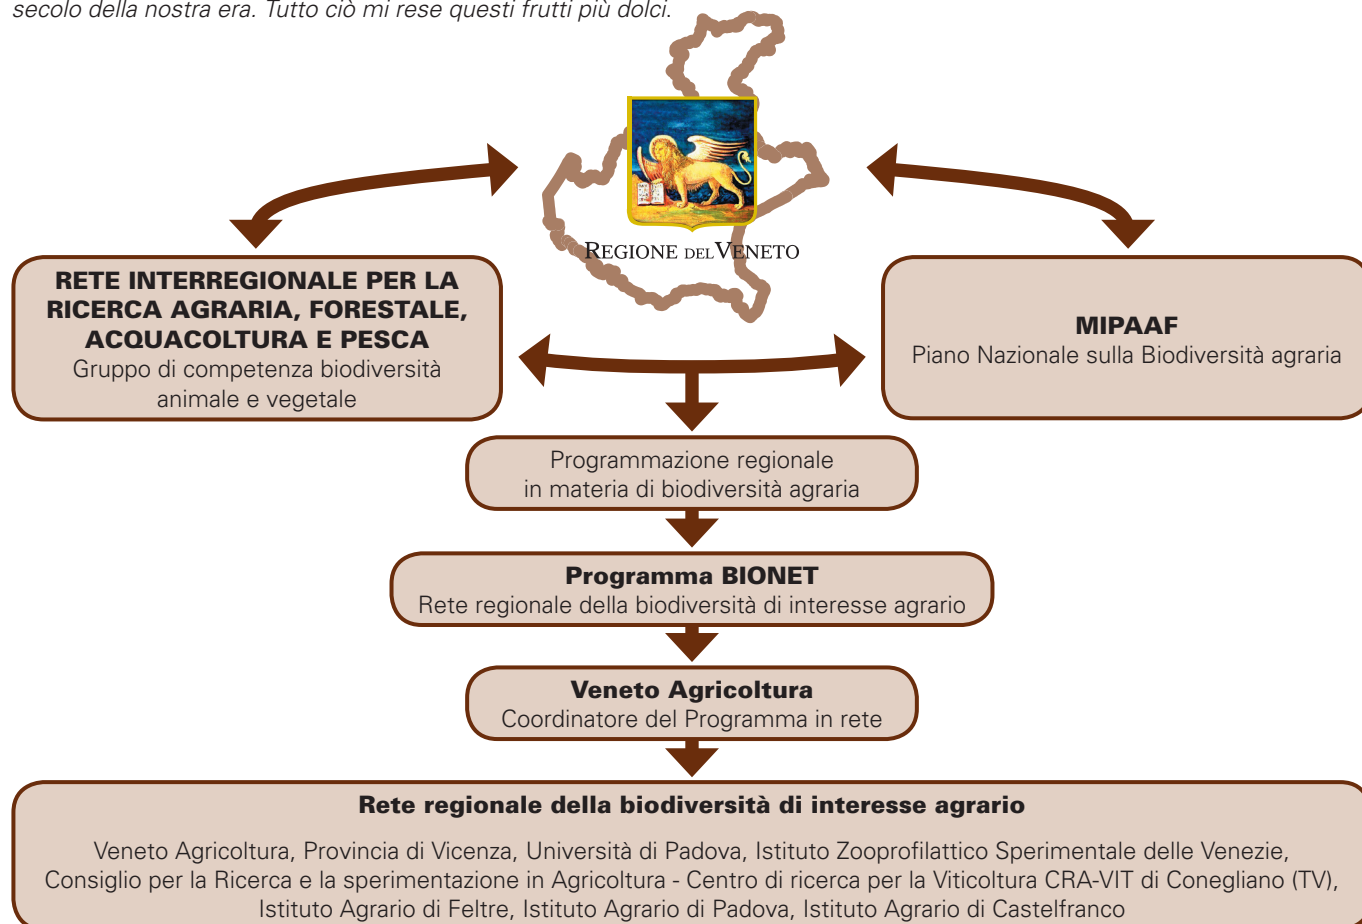 secolo della nostra era. Tutto ciò mi rese questi frutti più dolci.
REGIONE DEL VENETO
RETE INTERREGIONALE PER LA
RICERCA AGRARIA, FORESTALE,
ACQUACOLTURA E PESCA
Gruppo di competenza biodiversità
animale e vegetale
MIPAAF
Piano Nazionale sulla Biodiversità agraria
Programmazione regionale
in materia di biodiversità agraria
Programma BIONET
Rete regionale della biodiversità di interesse agrario
Veneto Agricoltura
Coordinatore del Programma in rete
Rete regionale della biodiversità di interesse agrario
Veneto Agricoltura, Provincia di Vicenza, Università di Padova, Istituto Zooprofilattico Sperimentale delle Venezie,
Consiglio per la Ricerca e la sperimentazione in Agricoltura - Centro di ricerca per la Viticoltura CRA-VIT di Conegliano (TV),
Istituto Agrario di Feltre, Istituto Agrario di Padova, Istituto Agrario di Castelfranco